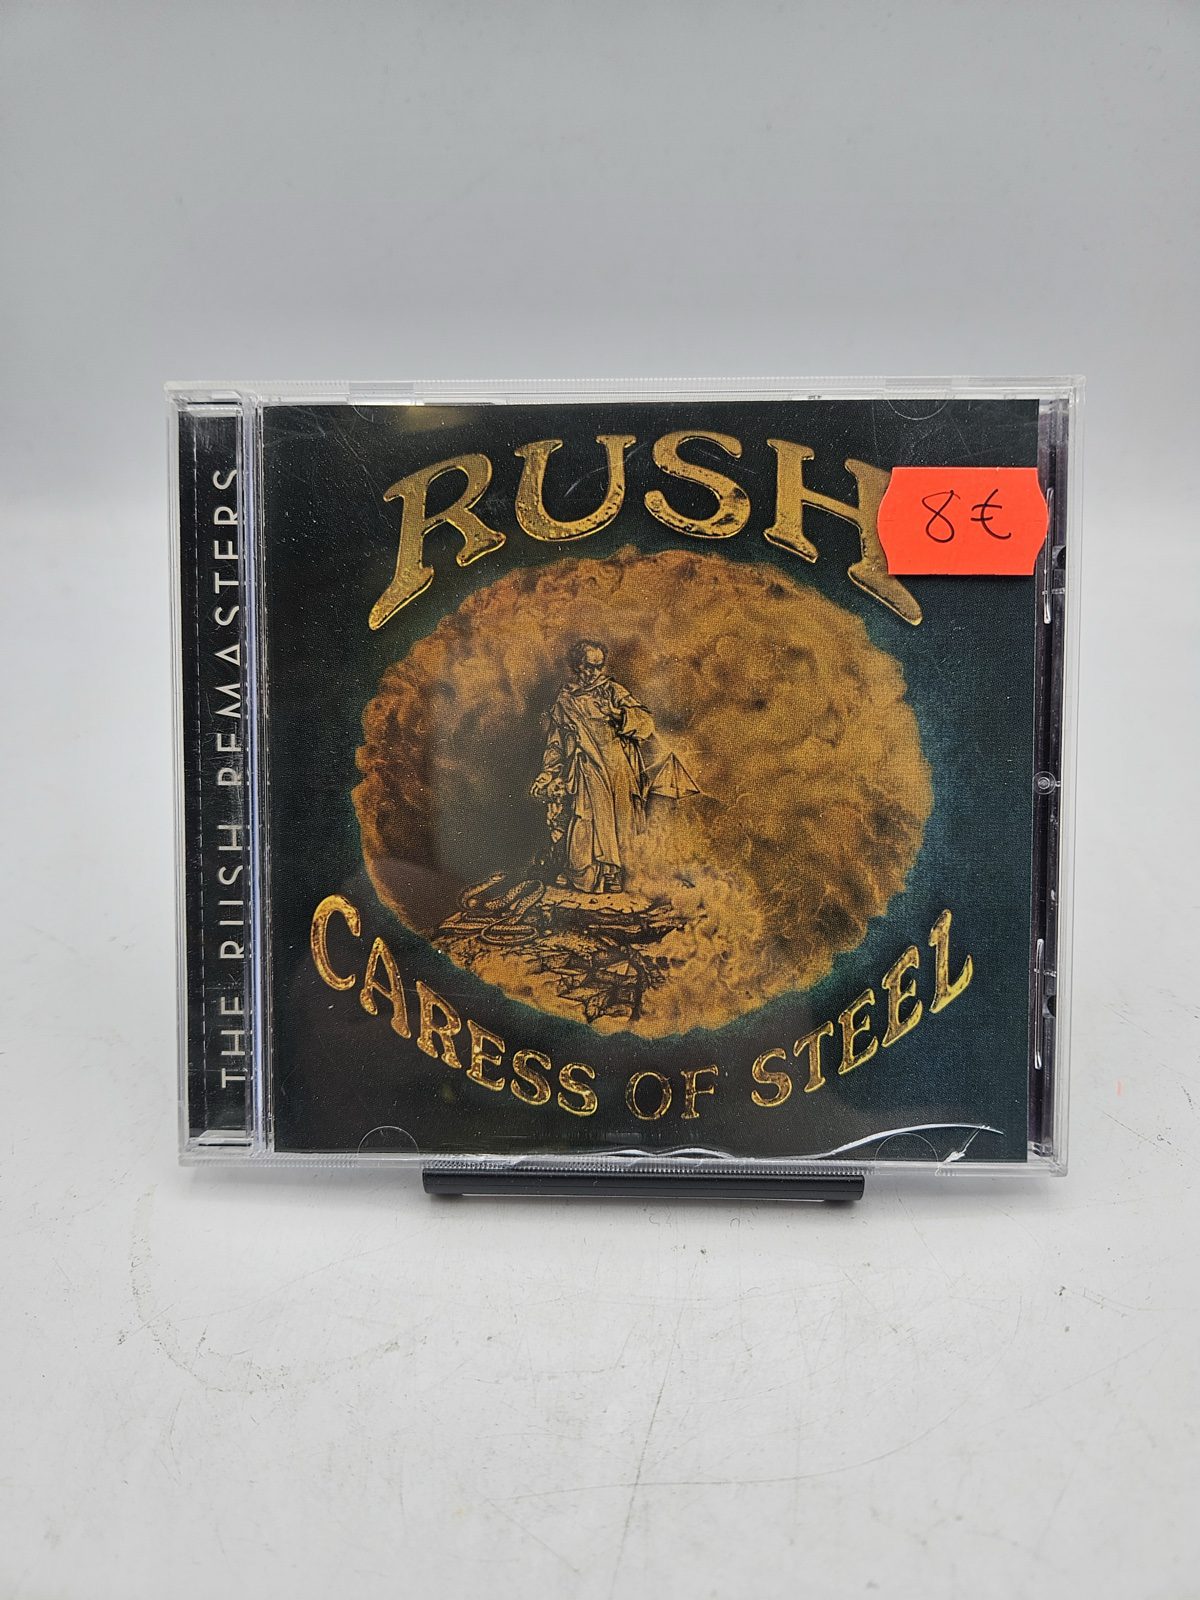 THE RUSH REMASTERS
RUSH
8€
CARESS OF STEEL